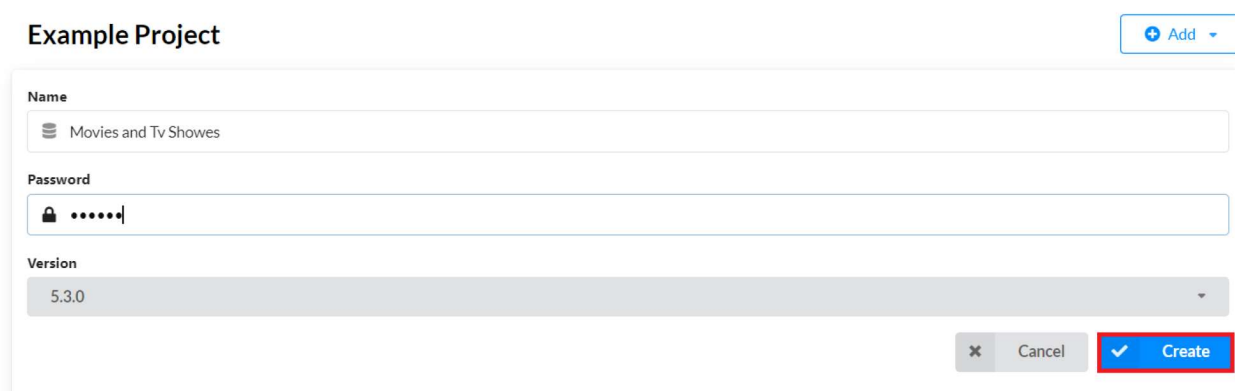 Example Project
Add
Name
Movies and Tv Showes
Password
••••••
Version
5.3.0
Cancel
Create